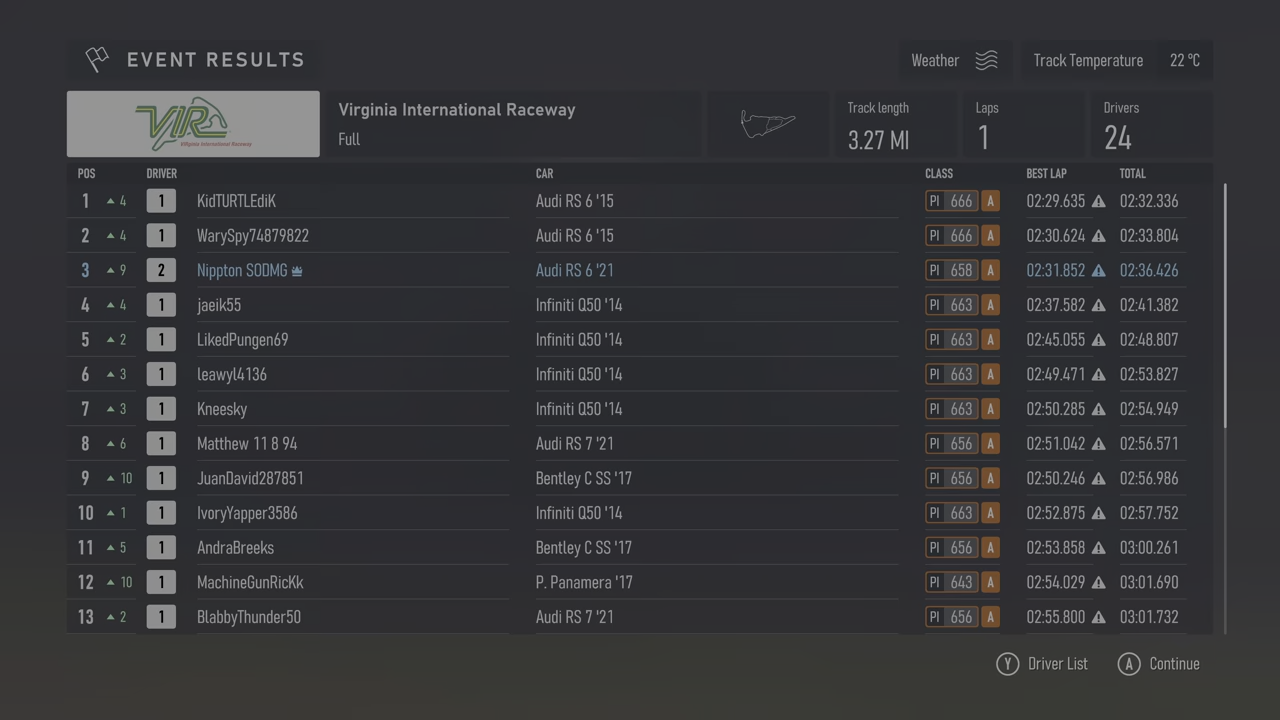 EVENT RESULTS
Weather
Track Temperature 22 °C
VIR
Virginia International Raceway
Virginia International Raceway
Full
Track length
3.27 MI
Laps
1
Drivers
24
POS DRIVER CAR CLASS BEST LAP TOTAL
1 4 1 KidTURTLEdiK Audi RS 6 '15 PI 666 A 02:29.635 02:32.336
2 4 1 WarySpy74879822 Audi RS 6 '15 PI 666 A 02:30.624 02:33.804
3 9 2 Nippton SODMG Audi RS 6 '21 PI 658 A 02:31.852 02:36.426
4 4 1 jaeik55 Infiniti Q50 '14 PI 663 A 02:37.582 02:41.382
5 2 1 LikedPungen69 Infiniti Q50 '14 PI 663 A 02:45.055 02:48.807
6 3 1 leawyl4136 Infiniti Q50 '14 PI 663 A 02:49.471 02:53.827
7 3 1 Kneesky Infiniti Q50 '14 PI 663 A 02:50.285 02:54.949
8 6 1 Matthew 11 8 94 Audi RS 7 '21 PI 656 A 02:51.042 02:56.571
9 10 1 JuanDavid287851 Bentley C SS '17 PI 656 A 02:50.246 02:56.986
10 1 1 IvoryYapper3586 Infiniti Q50 '14 PI 663 A 02:52.875 02:57.752
11 5 1 AndraBreeks Bentley C SS '17 PI 656 A 02:53.858 03:00.261
12 10 1 MachineGunRicKk P. Panamera '17 PI 643 A 02:54.029 03:01.690
13 2 1 BlabbyThunder50 Audi RS 7 '21 PI 656 A 02:55.800 03:01.732
Y Driver List A Continue